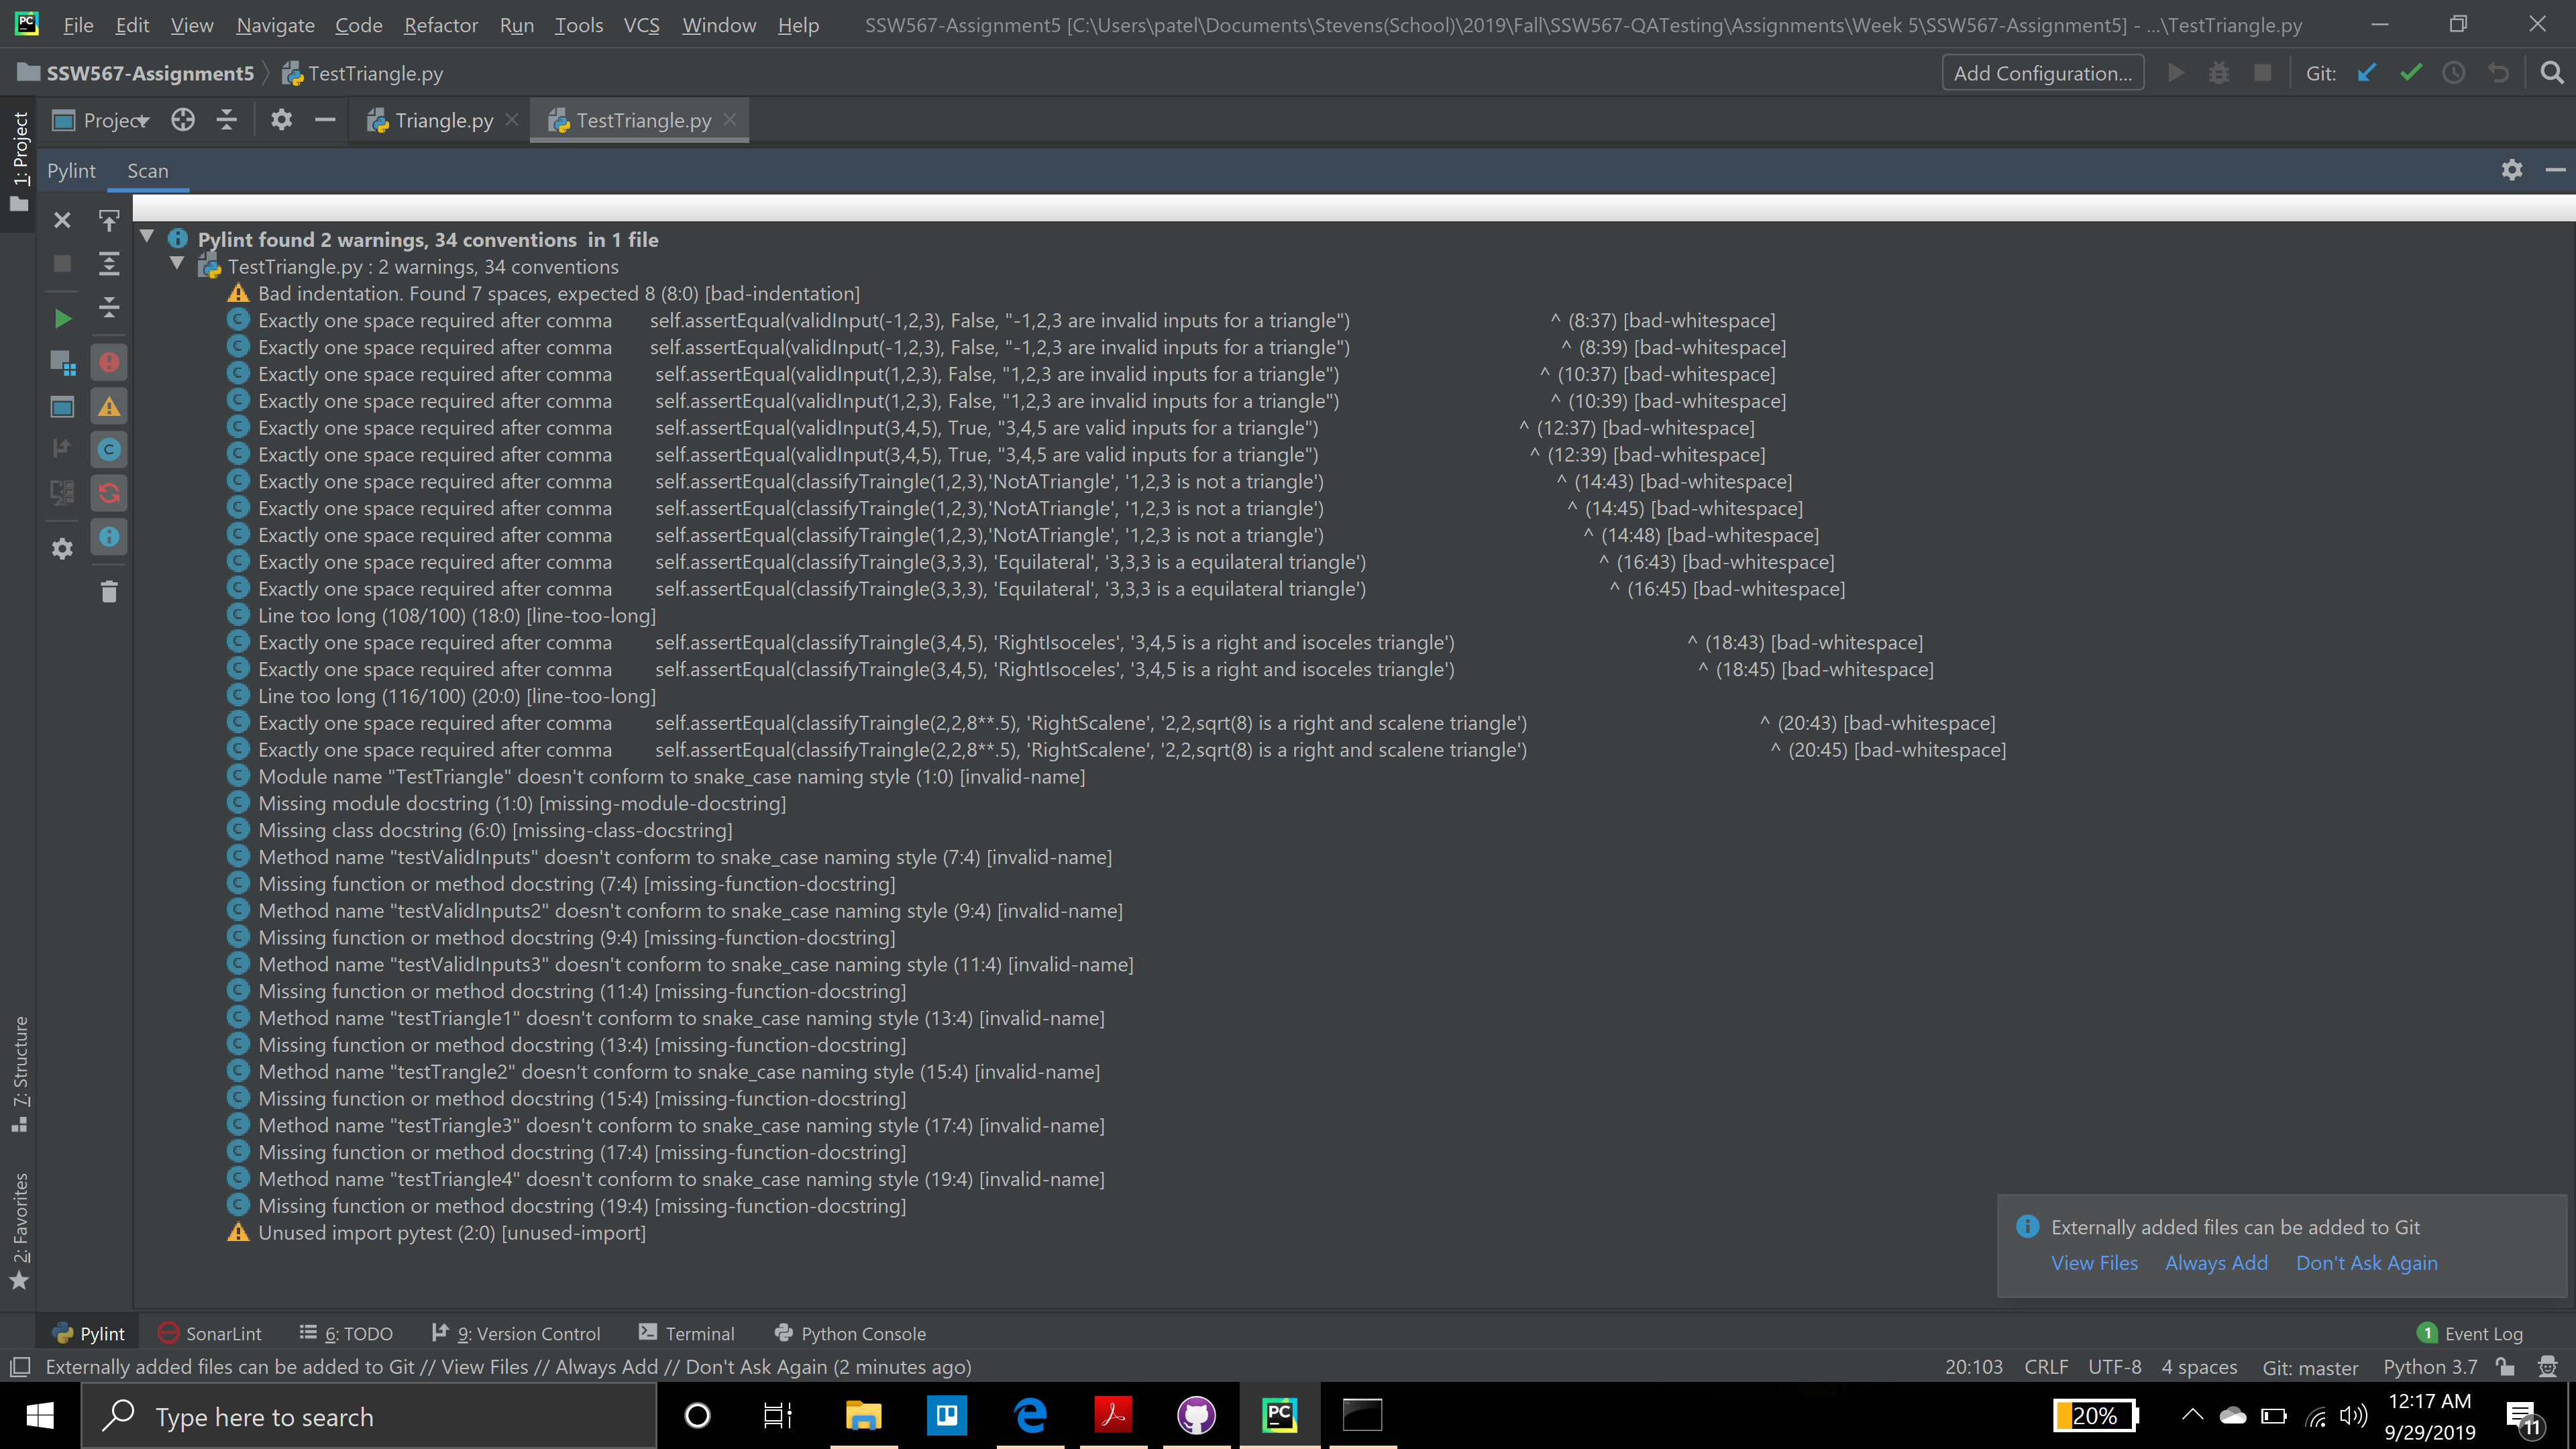 File Edit View Navigate Code Refactor Run Tools VCS Window Help SSW567-Assignment5 [C:\Users\patel\Documents\Stevens(School)\2019\Fall\SSW567-QATesting\Assignments\Week 5\SSW567-Assignment5] - ...\TestTriangle.py
SSW567-Assignment5 TestTriangle.py Add Configuration... Git:
1: Project
Project Triangle.py TestTriangle.py
Pylint Scan
Pylint found 2 warnings, 34 conventions in 1 file
TestTriangle.py : 2 warnings, 34 conventions
Bad indentation. Found 7 spaces, expected 8 (8:0) [bad-indentation]
Exactly one space required after comma self.assertEqual(validInput(-1,2,3), False, "-1,2,3 are invalid inputs for a triangle") ^ (8:37) [bad-whitespace]
Exactly one space required after comma self.assertEqual(validInput(-1,2,3), False, "-1,2,3 are invalid inputs for a triangle") ^ (8:39) [bad-whitespace]
Exactly one space required after comma self.assertEqual(validInput(1,2,3), False, "1,2,3 are invalid inputs for a triangle") ^ (10:37) [bad-whitespace]
Exactly one space required after comma self.assertEqual(validInput(1,2,3), False, "1,2,3 are invalid inputs for a triangle") ^ (10:39) [bad-whitespace]
Exactly one space required after comma self.assertEqual(validInput(3,4,5), True, "3,4,5 are valid inputs for a triangle") ^ (12:37) [bad-whitespace]
Exactly one space required after comma self.assertEqual(validInput(3,4,5), True, "3,4,5 are valid inputs for a triangle") ^ (12:39) [bad-whitespace]
Exactly one space required after comma self.assertEqual(classifyTraingle(1,2,3),'NotATriangle', '1,2,3 is not a triangle') ^ (14:43) [bad-whitespace]
Exactly one space required after comma self.assertEqual(classifyTraingle(1,2,3),'NotATriangle', '1,2,3 is not a triangle') ^ (14:45) [bad-whitespace]
Exactly one space required after comma self.assertEqual(classifyTraingle(1,2,3),'NotATriangle', '1,2,3 is not a triangle') ^ (14:48) [bad-whitespace]
Exactly one space required after comma self.assertEqual(classifyTraingle(3,3,3), 'Equilateral', '3,3,3 is a equilateral triangle') ^ (16:43) [bad-whitespace]
Exactly one space required after comma self.assertEqual(classifyTraingle(3,3,3), 'Equilateral', '3,3,3 is a equilateral triangle') ^ (16:45) [bad-whitespace]
Line too long (108/100) (18:0) [line-too-long]
Exactly one space required after comma self.assertEqual(classifyTraingle(3,4,5), 'RightIsoceles', '3,4,5 is a right and isoceles triangle') ^ (18:43) [bad-whitespace]
Exactly one space required after comma self.assertEqual(classifyTraingle(3,4,5), 'RightIsoceles', '3,4,5 is a right and isoceles triangle') ^ (18:45) [bad-whitespace]
Line too long (116/100) (20:0) [line-too-long]
Exactly one space required after comma self.assertEqual(classifyTraingle(2,2,8**.5), 'RightScalene', '2,2,sqrt(8) is a right and scalene triangle') ^ (20:43) [bad-whitespace]
Exactly one space required after comma self.assertEqual(classifyTraingle(2,2,8**.5), 'RightScalene', '2,2,sqrt(8) is a right and scalene triangle') ^ (20:45) [bad-whitespace]
Module name "TestTriangle" doesn't conform to snake_case naming style (1:0) [invalid-name]
Missing module docstring (1:0) [missing-module-docstring]
Missing class docstring (6:0) [missing-class-docstring]
Method name "testValidInputs" doesn't conform to snake_case naming style (7:4) [invalid-name]
Missing function or method docstring (7:4) [missing-function-docstring]
Method name "testValidInputs2" doesn't conform to snake_case naming style (9:4) [invalid-name]
Missing function or method docstring (9:4) [missing-function-docstring]
Method name "testValidInputs3" doesn't conform to snake_case naming style (11:4) [invalid-name]
Missing function or method docstring (11:4) [missing-function-docstring]
Method name "testTriangle1" doesn't conform to snake_case naming style (13:4) [invalid-name]
Missing function or method docstring (13:4) [missing-function-docstring]
Method name "testTrangle2" doesn't conform to snake_case naming style (15:4) [invalid-name]
Missing function or method docstring (15:4) [missing-function-docstring]
Method name "testTriangle3" doesn't conform to snake_case naming style (17:4) [invalid-name]
Missing function or method docstring (17:4) [missing-function-docstring]
Method name "testTriangle4" doesn't conform to snake_case naming style (19:4) [invalid-name]
Missing function or method docstring (19:4) [missing-function-docstring]
Unused import pytest (2:0) [unused-import]
7: Structure
2: Favorites
Externally added files can be added to Git
View Files Always Add Don't Ask Again
Pylint SonarLint 6: TODO 9: Version Control Terminal Python Console 1 Event Log
Externally added files can be added to Git // View Files // Always Add // Don't Ask Again (2 minutes ago) 20:103 CRLF UTF-8 4 spaces Git: master Python 3.7
Type here to search PC 20% 12:17 AM
9/29/2019 11